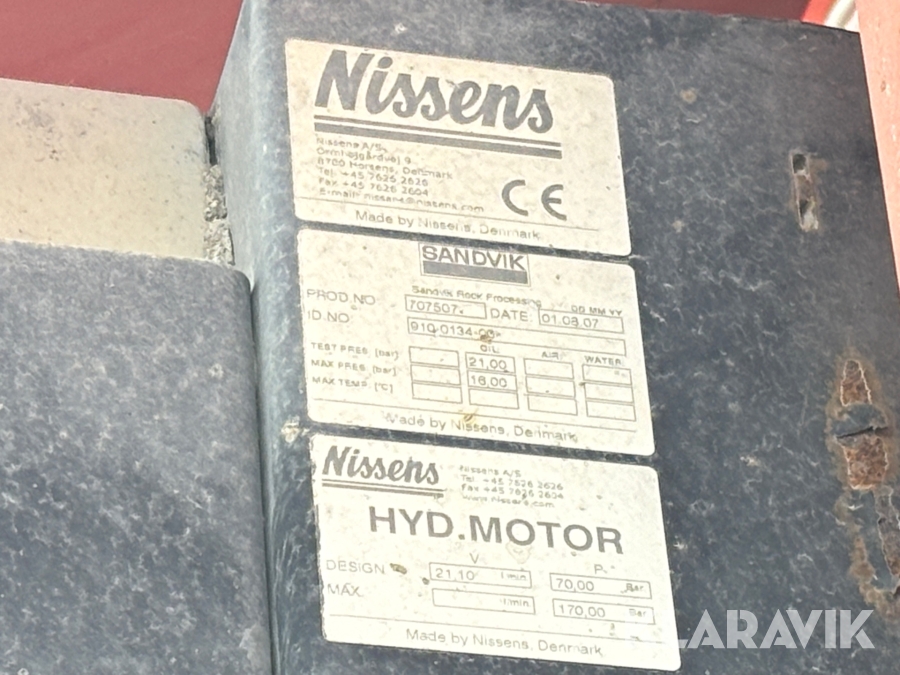 Nissens
Nissens A/S
Ormhøjgårdvej 9
8700 Horsens, Denmark
Tel. +45 7626 2626
Fax +45 7626 2604
E-mail: nissens@nissens.com
CE
Made by Nissens, Denmark
SANDVIK
Sandvik Rock Processing
DD MM YY
PROD.NO 707507 DATE: 01.08.07
ID.NO: 910.0134-00
OIL AIR WATER
TEST PRES. [bar] 21,00
MAX PRES. [bar] 16,00
MAX TEMP. [°C]
Made by Nissens, Denmark
Nissens
Nissens A/S
Tel. +45 7626 2626
Fax +45 7626 2604
www.nissens.com
HYD.MOTOR
V P
DESIGN 21,10 l/min 70,00 Bar
MAX. l/min 170,00 Bar
Made by Nissens, Denmark
KLARAVIK